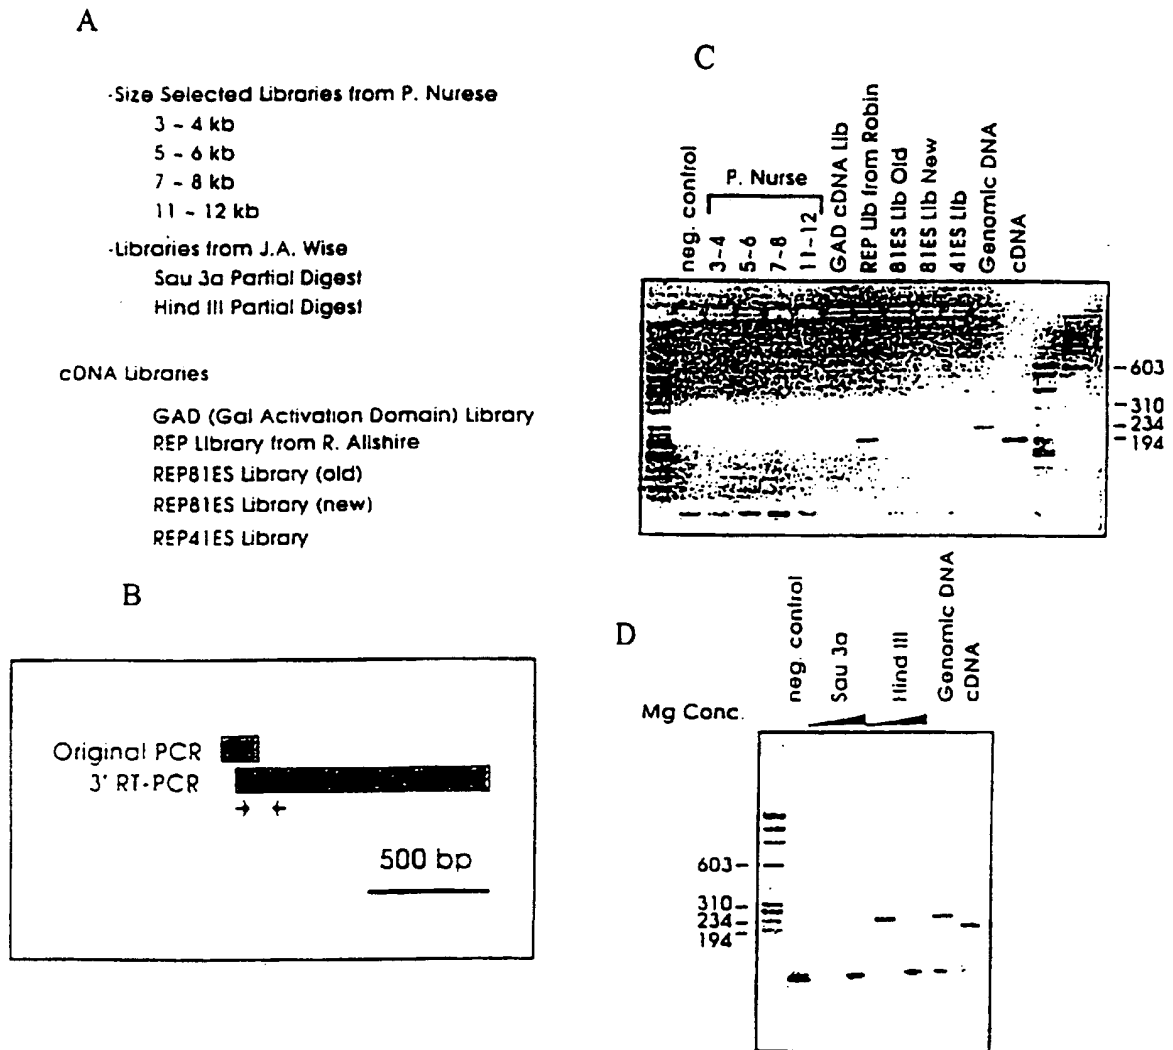 A
-Size Selected Libraries from P. Nurese
3 - 4 kb
5 - 6 kb
7 - 8 kb
11 - 12 kb
-Libraries from J.A. Wise
Sau 3a Partial Digest
Hind III Partial Digest
cDNA Libraries
GAD (Gal Activation Domain) Library
REP Library from R. Allshire
REP81ES Library (old)
REP81ES Library (new)
REP41ES Library
B
Original PCR
3' RT-PCR
500 bp
C
neg. control
P. Nurse
3-4
5-6
7-8
11-12
GAD cDNA Lib
REP Lib from Robin
81ES Lib Old
81ES Lib New
41ES Lib
Genomic DNA
cDNA
-603
-310
-234
-194
D
neg. control
Sau 3a
Hind III
Genomic DNA
cDNA
Mg Conc.
603-
310-
234-
194